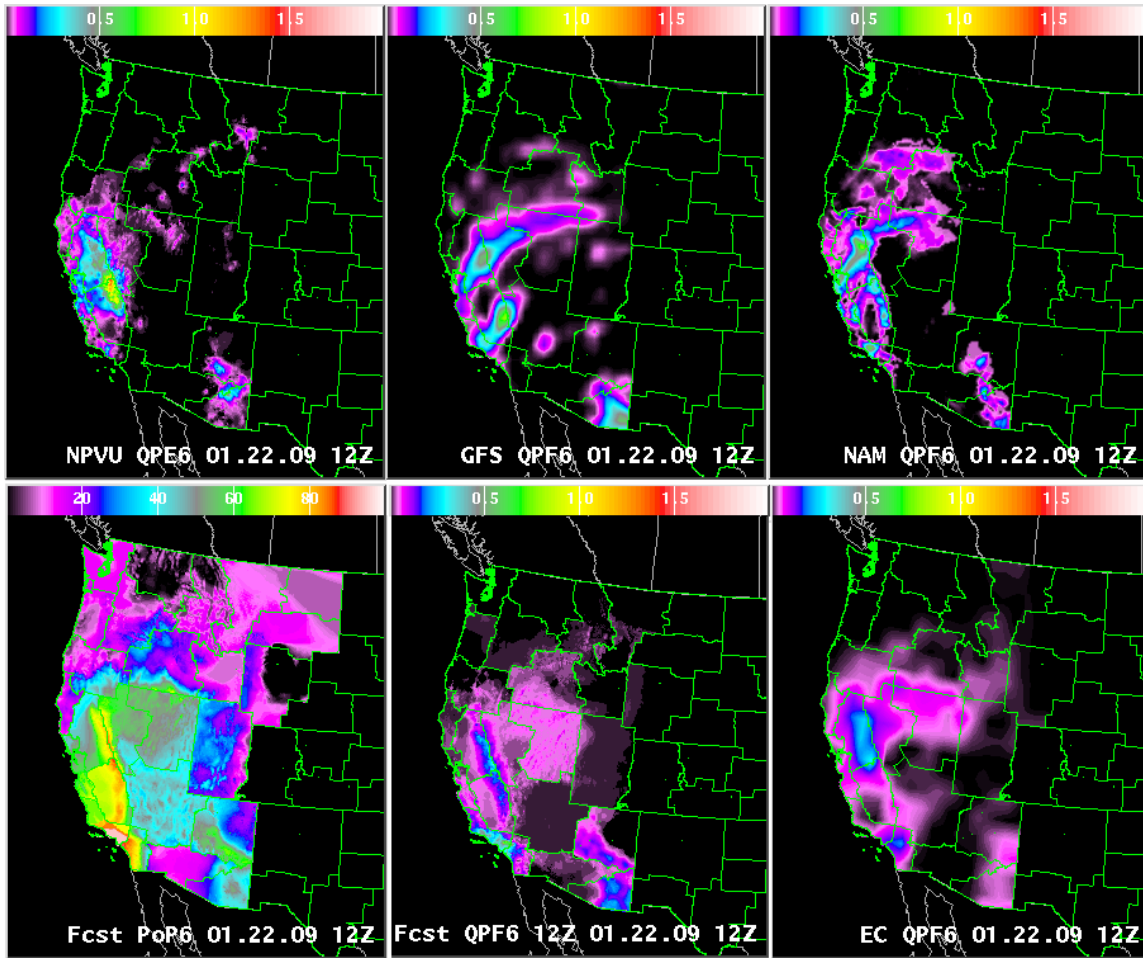 0.5 1.0 1.5
0.5 1.0 1.5
0.5 1.0 1.5
NPVU QPE6 01.22.09 12Z
GFS QPF6 01.22.09 12Z
NAM QPF6 01.22.09 12Z
20 40 60 80
0.5 1.0 1.5
0.5 1.0 1.5
Fcst PoP6 01.22.09 12Z
Fcst QPF6 12Z 01.22.09 12Z
EC QPF6 01.22.09 12Z